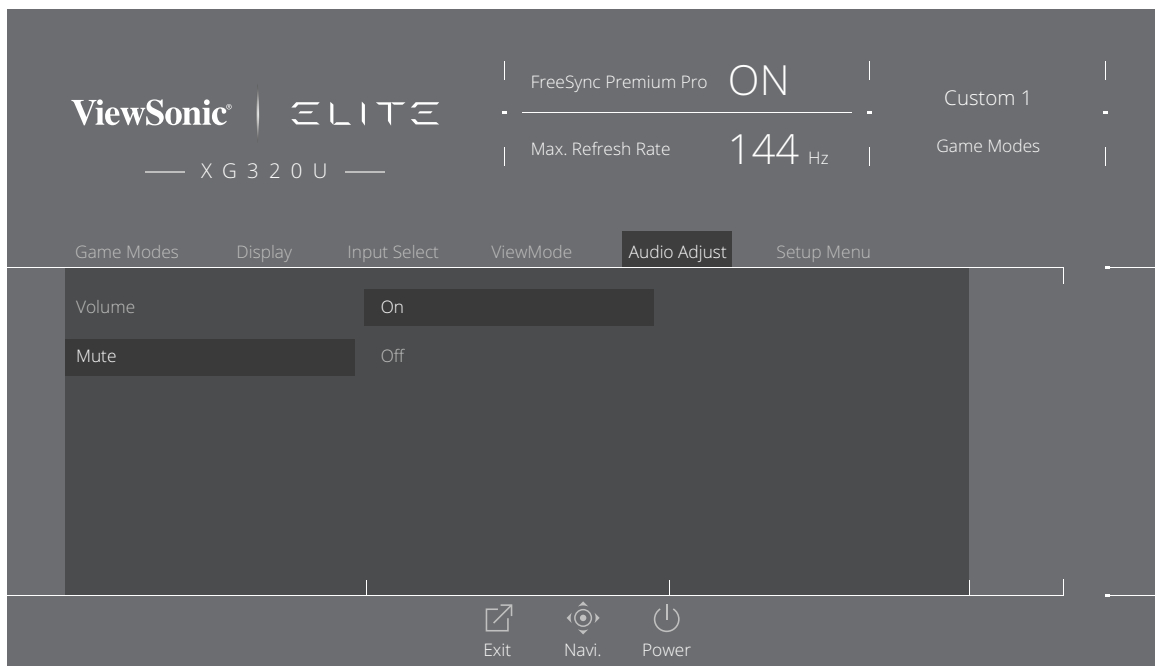 ViewSonic® ELITE
XG320U
FreeSync Premium Pro ON
Max. Refresh Rate 144 Hz
Custom 1
Game Modes
Game Modes Display Input Select ViewMode Audio Adjust Setup Menu
Volume On
Mute Off
Exit Navi. Power